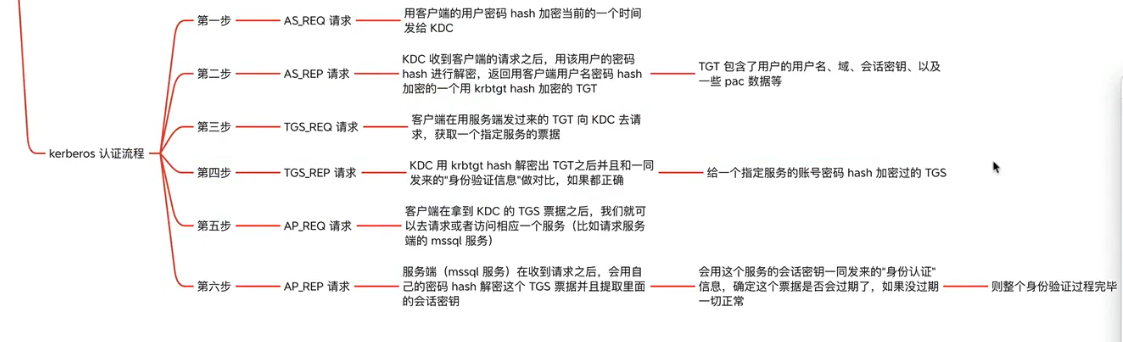 kerberos 认证流程
第一步
AS_REQ 请求
用客户端的用户密码 hash 加密当前的一个时间
发给 KDC
第二步
AS_REP 请求
KDC 收到客户端的请求之后，用该用户的密码
hash 进行解密，返回用客户端用户名密码 hash
加密的一个用 krbtgt hash 加密的 TGT
TGT 包含了用户的用户名、域、会话密钥、以及
一些 pac 数据等
第三步
TGS_REQ 请求
客户端在用服务端发过来的 TGT 向 KDC 去请
求，获取一个指定服务的票据
第四步
TGS_REP 请求
KDC 用 krbtgt hash 解密出 TGT之后并且和一同
发来的"身份验证信息"做对比，如果都正确
给一个指定服务的账号密码 hash 加密过的 TGS
第五步
AP_REQ 请求
客户端在拿到 KDC 的 TGS 票据之后，我们就可
以去请求或者访问相应一个服务（比如请求服务
端的 mssql 服务）
第六步
AP_REP 请求
服务端（mssql 服务）在收到请求之后，会用自
己的密码 hash 解密这个 TGS 票据并且提取里面
的会话密钥
会用这个服务的会话密钥一同发来的"身份认证"
信息，确定这个票据是否会过期了，如果没过期
一切正常
则整个身份验证过程完毕